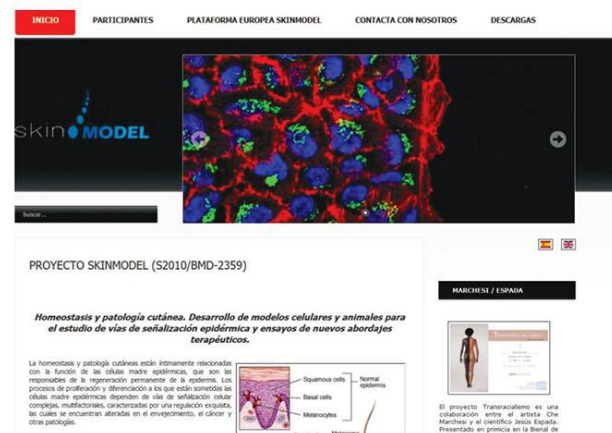 INICIO PARTICIPANTES PLATAFORMA EUROPEA SKINMODEL CONTACTA CON NOSOTROS DESCARGAS
skin MODEL
buscar...
PROYECTO SKINMODEL (S2010/BMD-2359)
MARCHESI / ESPADA
Homeostasis y patología cutánea. Desarrollo de modelos celulares y animales para
el estudio de vías de señalización epidérmica y ensayos de nuevos abordajes
terapéuticos.
La homeostasis y patología cutáneas están íntimamente relacionadas
con la función de las células madre epidérmicas, que son las
responsables de la regeneración permanente de la epidermis. Los
procesos de proliferación y diferenciación a los que están sometidas las
células madre epidérmicas dependen de vías de señalización celular
complejas, multifactoriales, caracterizadas por una regulación exquisita,
las cuales se encuentran alteradas en el envejecimiento, el cáncer y
otras patologías.
Squamous cells
Normal
epidermis
Basal cells
Melanocytes
TRANSRACIALISMO
El proyecto Transracialismo es una
colaboración entre el artista Che
Marchesi y el científico Jesús Espada.
Presentado en primicia en la Bienal de